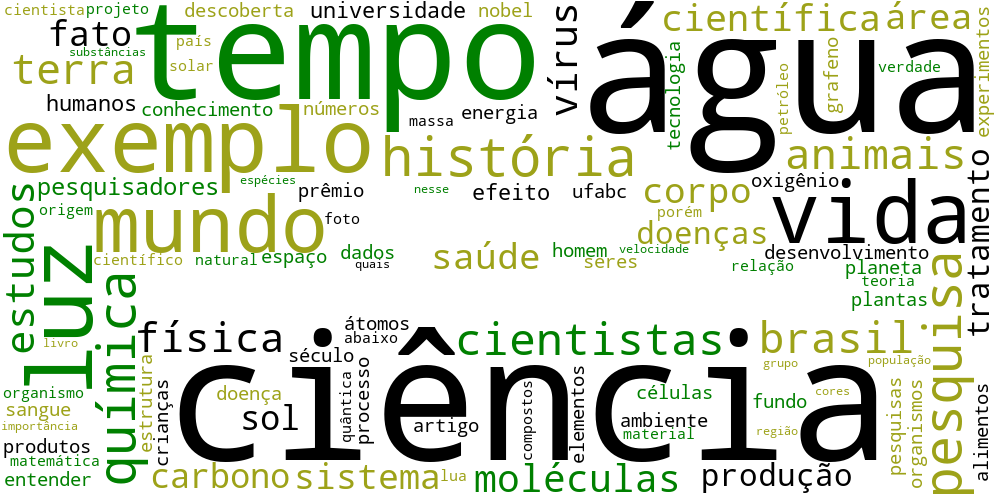 cientista
projeto
descoberta
universidade
nobel
tempo
água
científica
área
fato
substâncias
país
vírus
terra
solar
tecnologia
petróleo
grafeno
verdade
experimentos
humanos
conhecimento
números
massa
energia
exemplo
história
animais
pesquisadores
espécies
prêmio
nesse
efeito
ufabc
corpo
oxigênio
vida
tratamento
estudos
origem
mundo
foto
porém
doenças
luz
científico
natural
espaço
dados
quais
saúde
homem
velocidade
seres
desenvolvimento
relação
planeta
teoria
plantas
química
física
átomos
abaixo
cientistas
brasil
pesquisa
livro
século
ciência
grupo
população
organismo
sangue
importância
estrutura
crianças
doença
sol
quântica
processo
artigo
compostos
elementos
células
ambiente
material
fundo
cores
região
pesquisas
organismos
alimentos
produtos
matemática
entender
carbono
sistema
lua
moléculas
produção